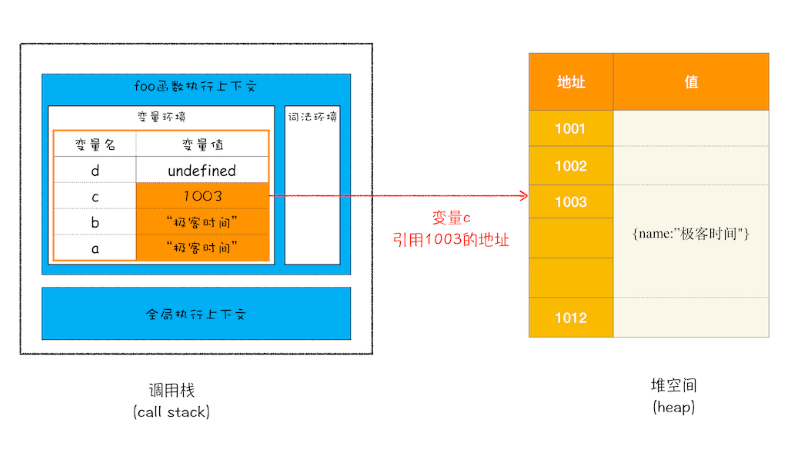 foo函数执行上下文
变量环境
词法环境
变量名 变量值
d undefined
c 1003
b “极客时间”
a “极客时间”
全局执行上下文
调用栈
(call stack)
变量c
引用1003的地址
地址 值
1001
1002
1003
{name:”极客时间"}
1012
堆空间
(heap)